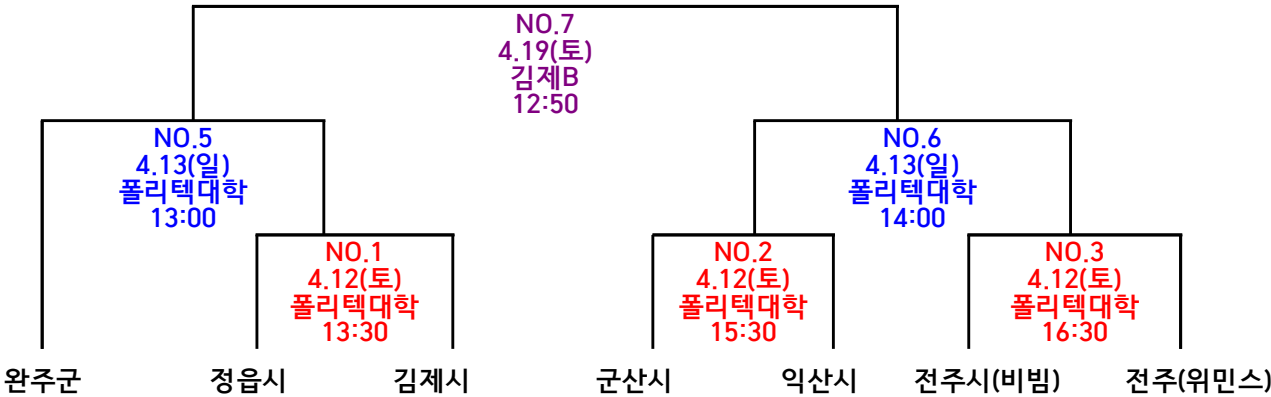 NO.7
4.19(토)
김제B
12:50
NO.5
4.13(일)
폴리텍대학
13:00
NO.6
4.13(일)
폴리텍대학
14:00
NO.1
4.12(토)
폴리텍대학
13:30
NO.2
4.12(토)
폴리텍대학
15:30
NO.3
4.12(토)
폴리텍대학
16:30
완주군 정읍시 김제시 군산시 익산시 전주시(비빔) 전주(위민스)